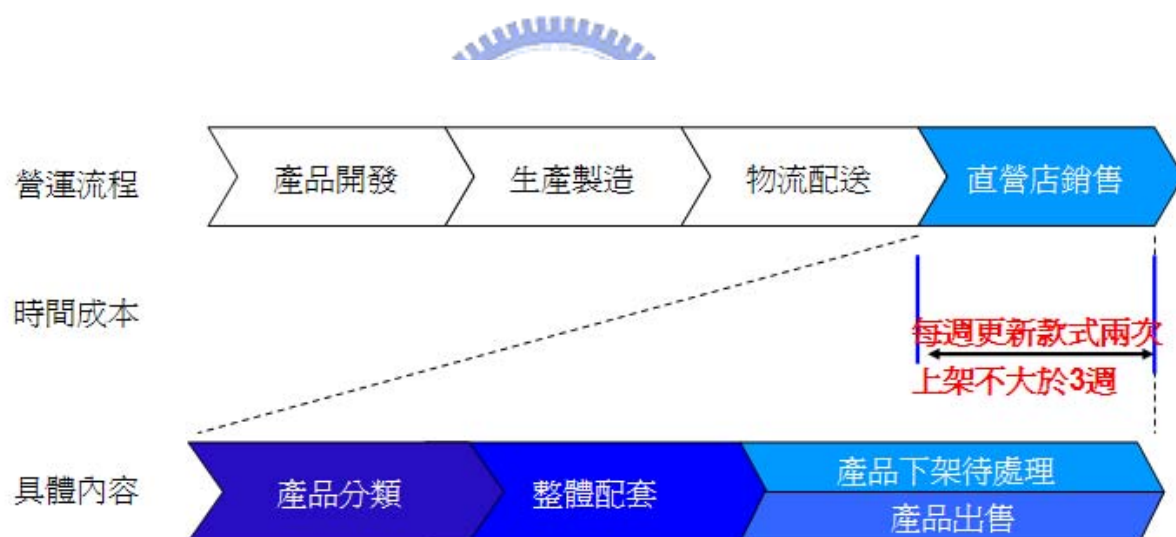 營運流程
產品開發
生產製造
物流配送
直營店銷售
時間成本
每週更新款式兩次
上架不大於3週
具體內容
產品分類
整體配套
產品下架待處理
產品出售